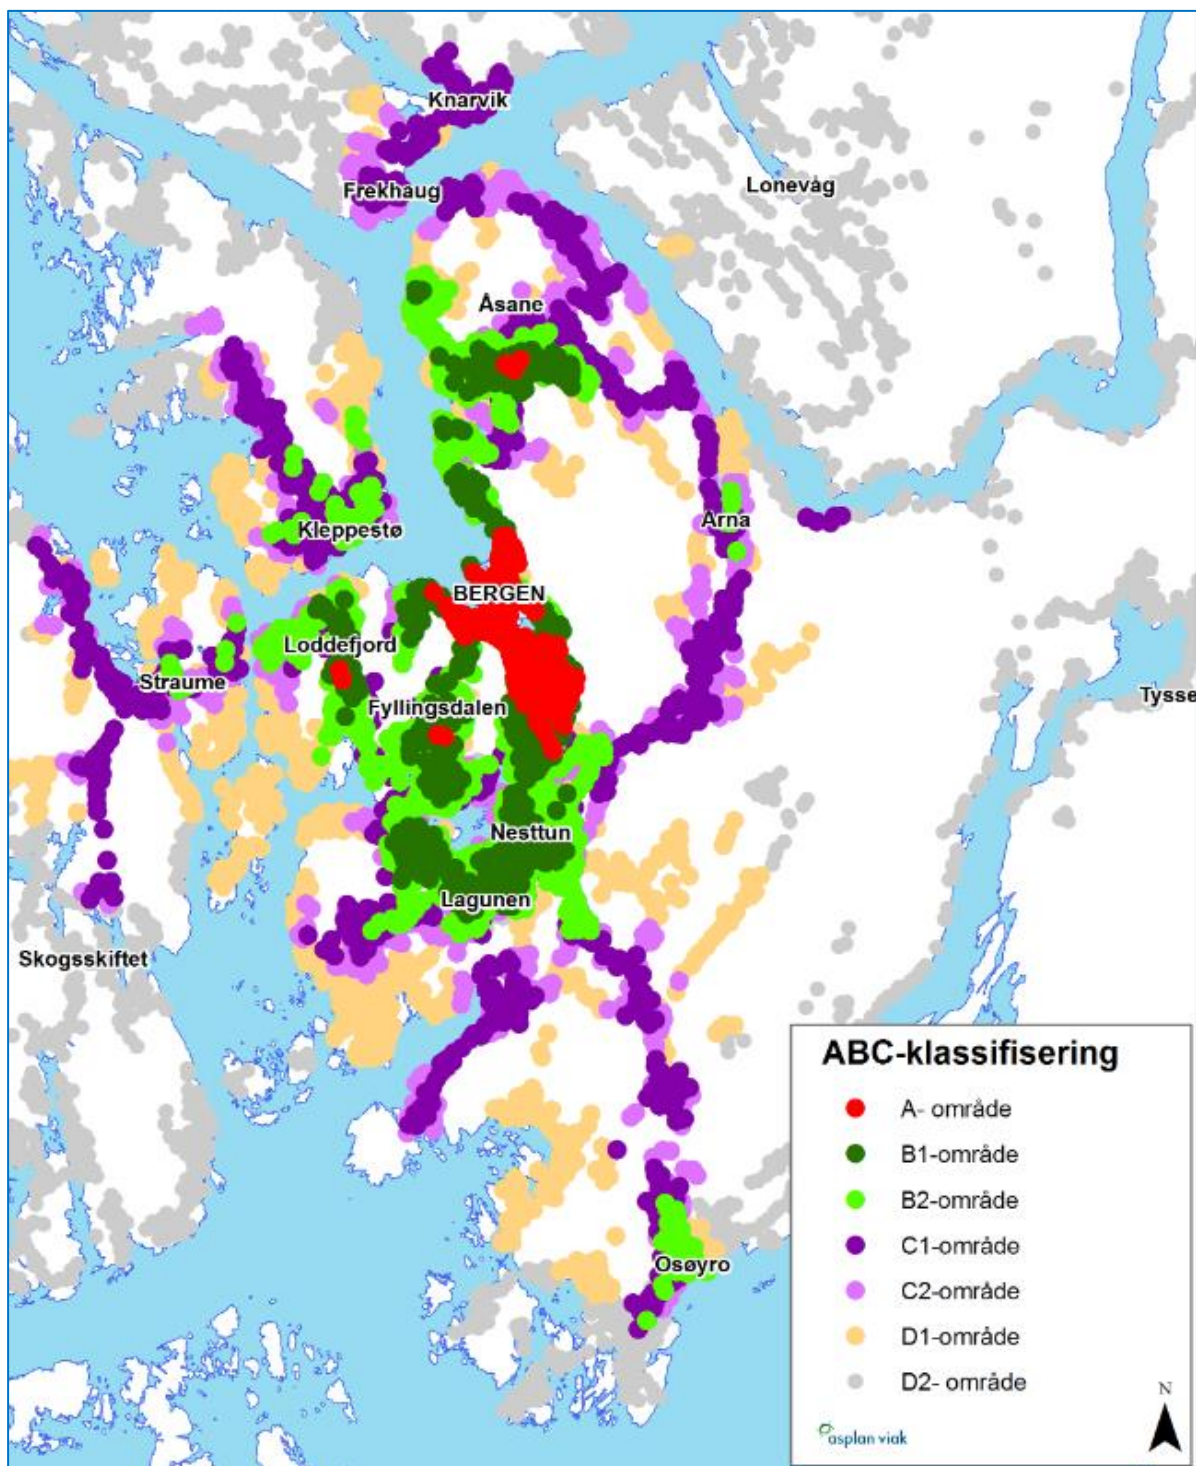 Knarvik
Frekhaug
Lonevåg
Åsane
Kleppestø
Arna
BERGEN
Loddefjord
Straume
Fyllingsdalen
Tysse
Nesttun
Lagunen
Skogsskiftet
Osøyro
ABC-klassifisering
A- område
B1-område
B2-område
C1-område
C2-område
D1-område
D2- område
N
asplan viak